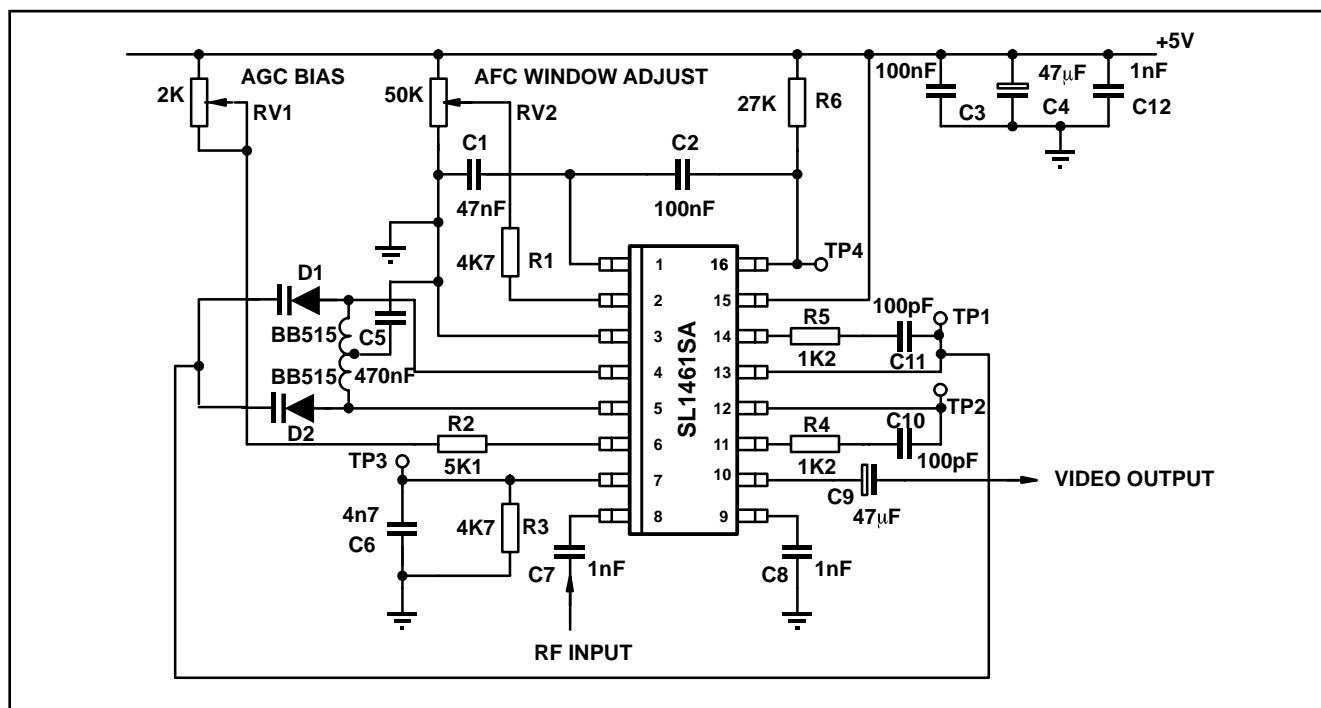 +5V
AGC BIAS
AFC WINDOW ADJUST
100nF
47µF
1nF
2K
RV1
50K
RV2
27K
R6
C3
C4
C12
C1
47nF
C2
100nF
4K7
R1
TP4
D1
BB515
C5
470nF
BB515
D2
1
2
3
4
5
6
7
8
SL1461SA
16
15
14
13
12
11
10
9
100pF
TP1
R5
1K2
C11
TP2
C10
R4
1K2
100pF
R2
5K1
TP3
4n7
C6
4K7
R3
C9
47µF
VIDEO OUTPUT
C7
1nF
C8
1nF
RF INPUT